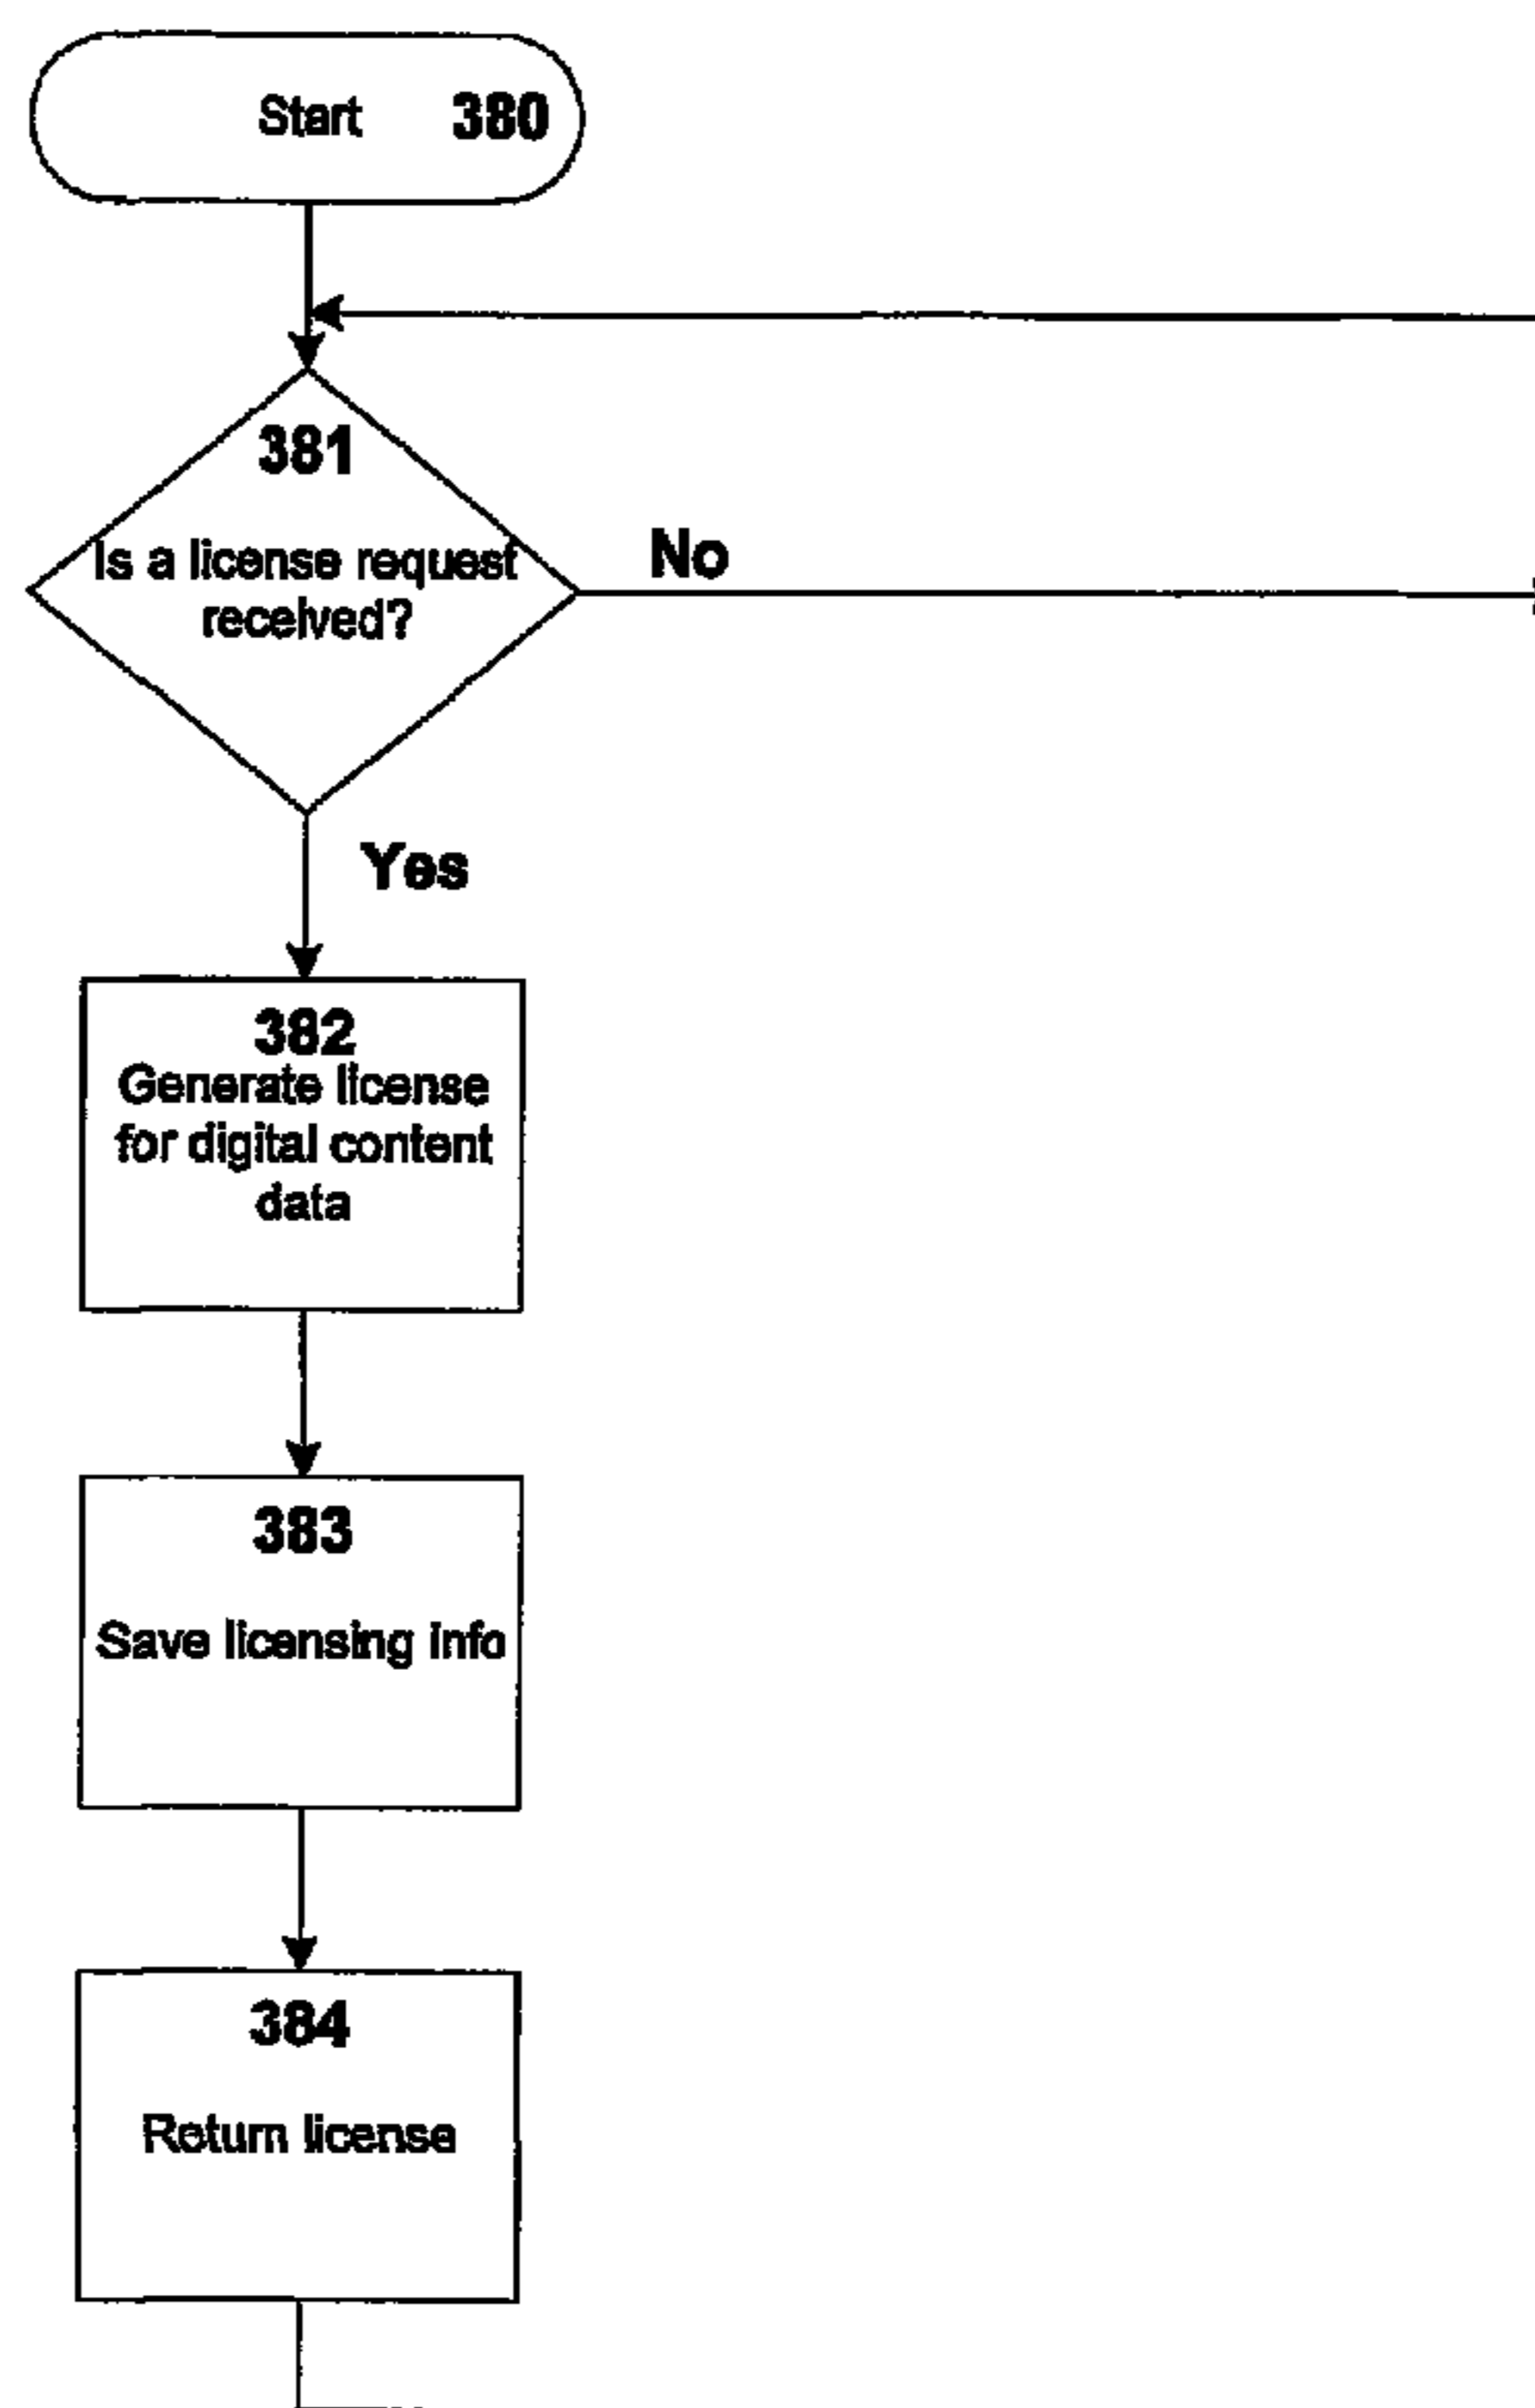 Start 380
381
Is a license request
received?
No
Yes
382
Generate license
for digital content
data
383
Save licensing info
384
Return license